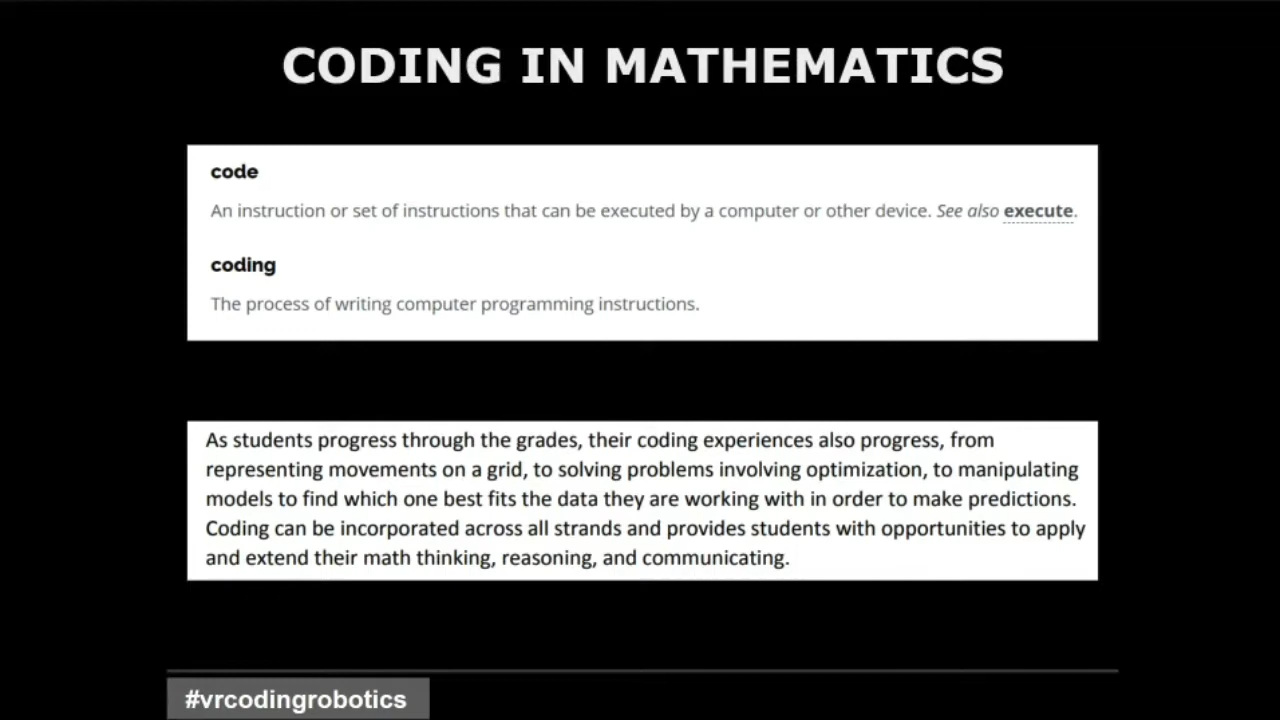 CODING IN MATHEMATICS
code
An instruction or set of instructions that can be executed by a computer or other device. See also execute.
coding
The process of writing computer programming instructions.
As students progress through the grades, their coding experiences also progress, from
representing movements on a grid, to solving problems involving optimization, to manipulating
models to find which one best fits the data they are working with in order to make predictions.
Coding can be incorporated across all strands and provides students with opportunities to apply
and extend their math thinking, reasoning, and communicating.
#vrcodingrobotics